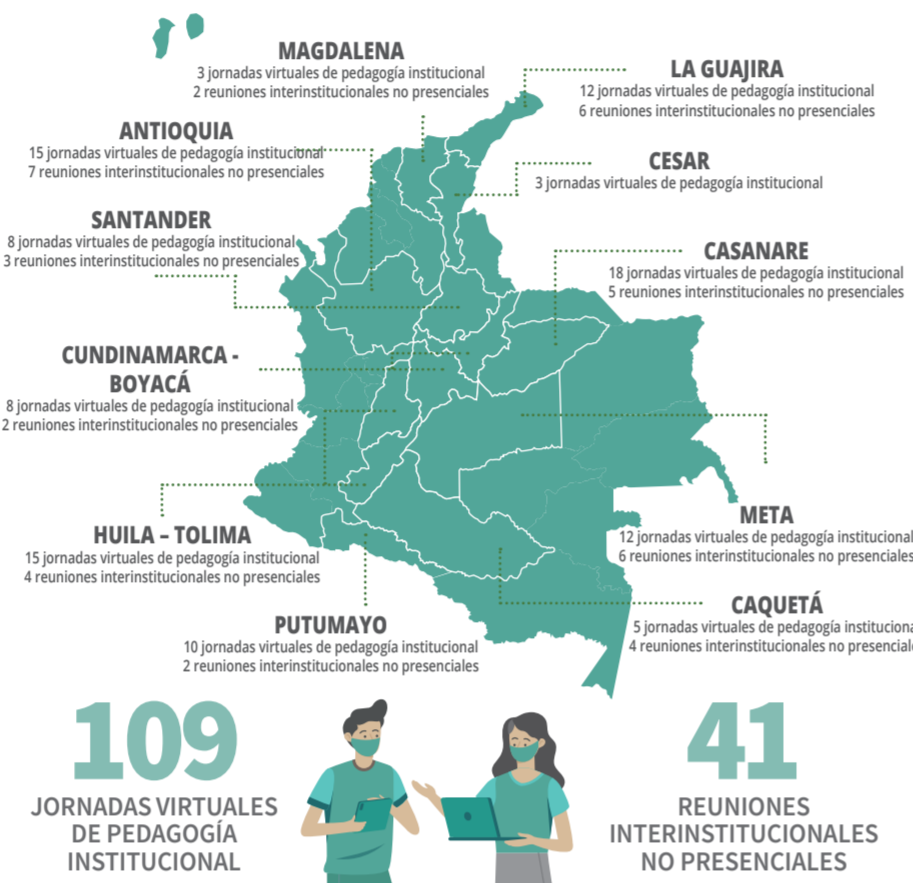 MAGDALENA
3 jornadas virtuales de pedagogía institucional
2 reuniones interinstitucionales no presenciales
LA GUAJIRA
12 jornadas virtuales de pedagogía institucional
6 reuniones interinstitucionales no presenciales
ANTIOQUIA
15 jornadas virtuales de pedagogía institucional
7 reuniones interinstitucionales no presenciales
CESAR
3 jornadas virtuales de pedagogía institucional
SANTANDER
8 jornadas virtuales de pedagogía institucional
3 reuniones interinstitucionales no presenciales
CASANARE
18 jornadas virtuales de pedagogía institucional
5 reuniones interinstitucionales no presenciales
CUNDINAMARCA -
BOYACÁ
8 jornadas virtuales de pedagogía institucional
2 reuniones interinstitucionales no presenciales
META
12 jornadas virtuales de pedagogía institucional
6 reuniones interinstitucionales no presenciales
HUILA – TOLIMA
15 jornadas virtuales de pedagogía institucional
4 reuniones interinstitucionales no presenciales
CAQUETÁ
5 jornadas virtuales de pedagogía instituciona
4 reuniones interinstitucionales no presencial
PUTUMAYO
10 jornadas virtuales de pedagogía institucional
2 reuniones interinstitucionales no presenciales
109
JORNADAS VIRTUALES
DE PEDAGOGÍA
INSTITUCIONAL
41
REUNIONES
INTERINSTITUCIONALES
NO PRESENCIALES